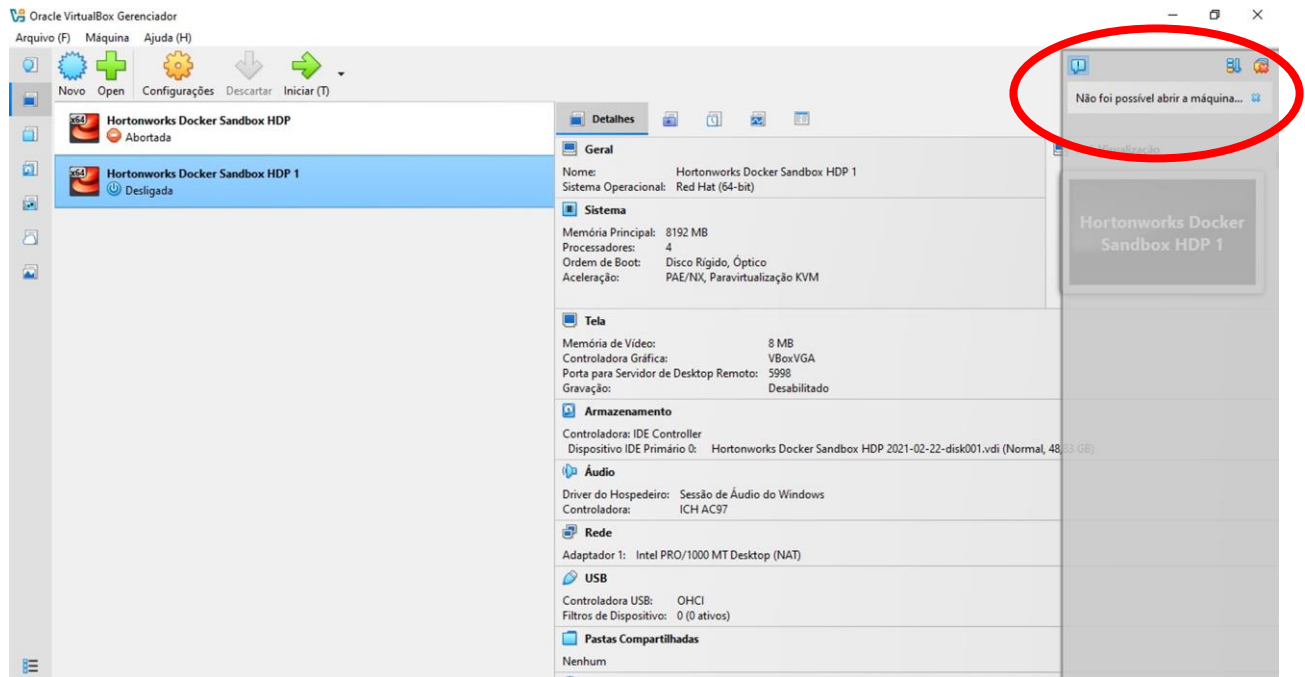 Oracle VirtualBox Gerenciador
Arquivo (F) Máquina Ajuda (H)
Novo Open Configurações Descartar Iniciar (T)
Não foi possível abrir a máquina...
x64 Hortonworks Docker Sandbox HDP
Abortada
x64 Hortonworks Docker Sandbox HDP 1
Desligada
Detalhes
Geral
Visualização
Nome: Hortonworks Docker Sandbox HDP 1
Sistema Operacional: Red Hat (64-bit)
Hortonworks Docker
Sandbox HDP 1
Sistema
Memória Principal: 8192 MB
Processadores: 4
Ordem de Boot: Disco Rígido, Óptico
Aceleração: PAE/NX, Paravirtualização KVM
Tela
Memória de Vídeo: 8 MB
Controladora Gráfica: VBoxVGA
Porta para Servidor de Desktop Remoto: 5998
Gravação: Desabilitado
Armazenamento
Controladora: IDE Controller
Dispositivo IDE Primário 0: Hortonworks Docker Sandbox HDP 2021-02-22-disk001.vdi (Normal, 48,83 GB)
Áudio
Driver do Hospedeiro: Sessão de Áudio do Windows
Controladora: ICH AC97
Rede
Adaptador 1: Intel PRO/1000 MT Desktop (NAT)
USB
Controladora USB: OHCI
Filtros de Dispositivo: 0 (0 ativos)
Pastas Compartilhadas
Nenhum